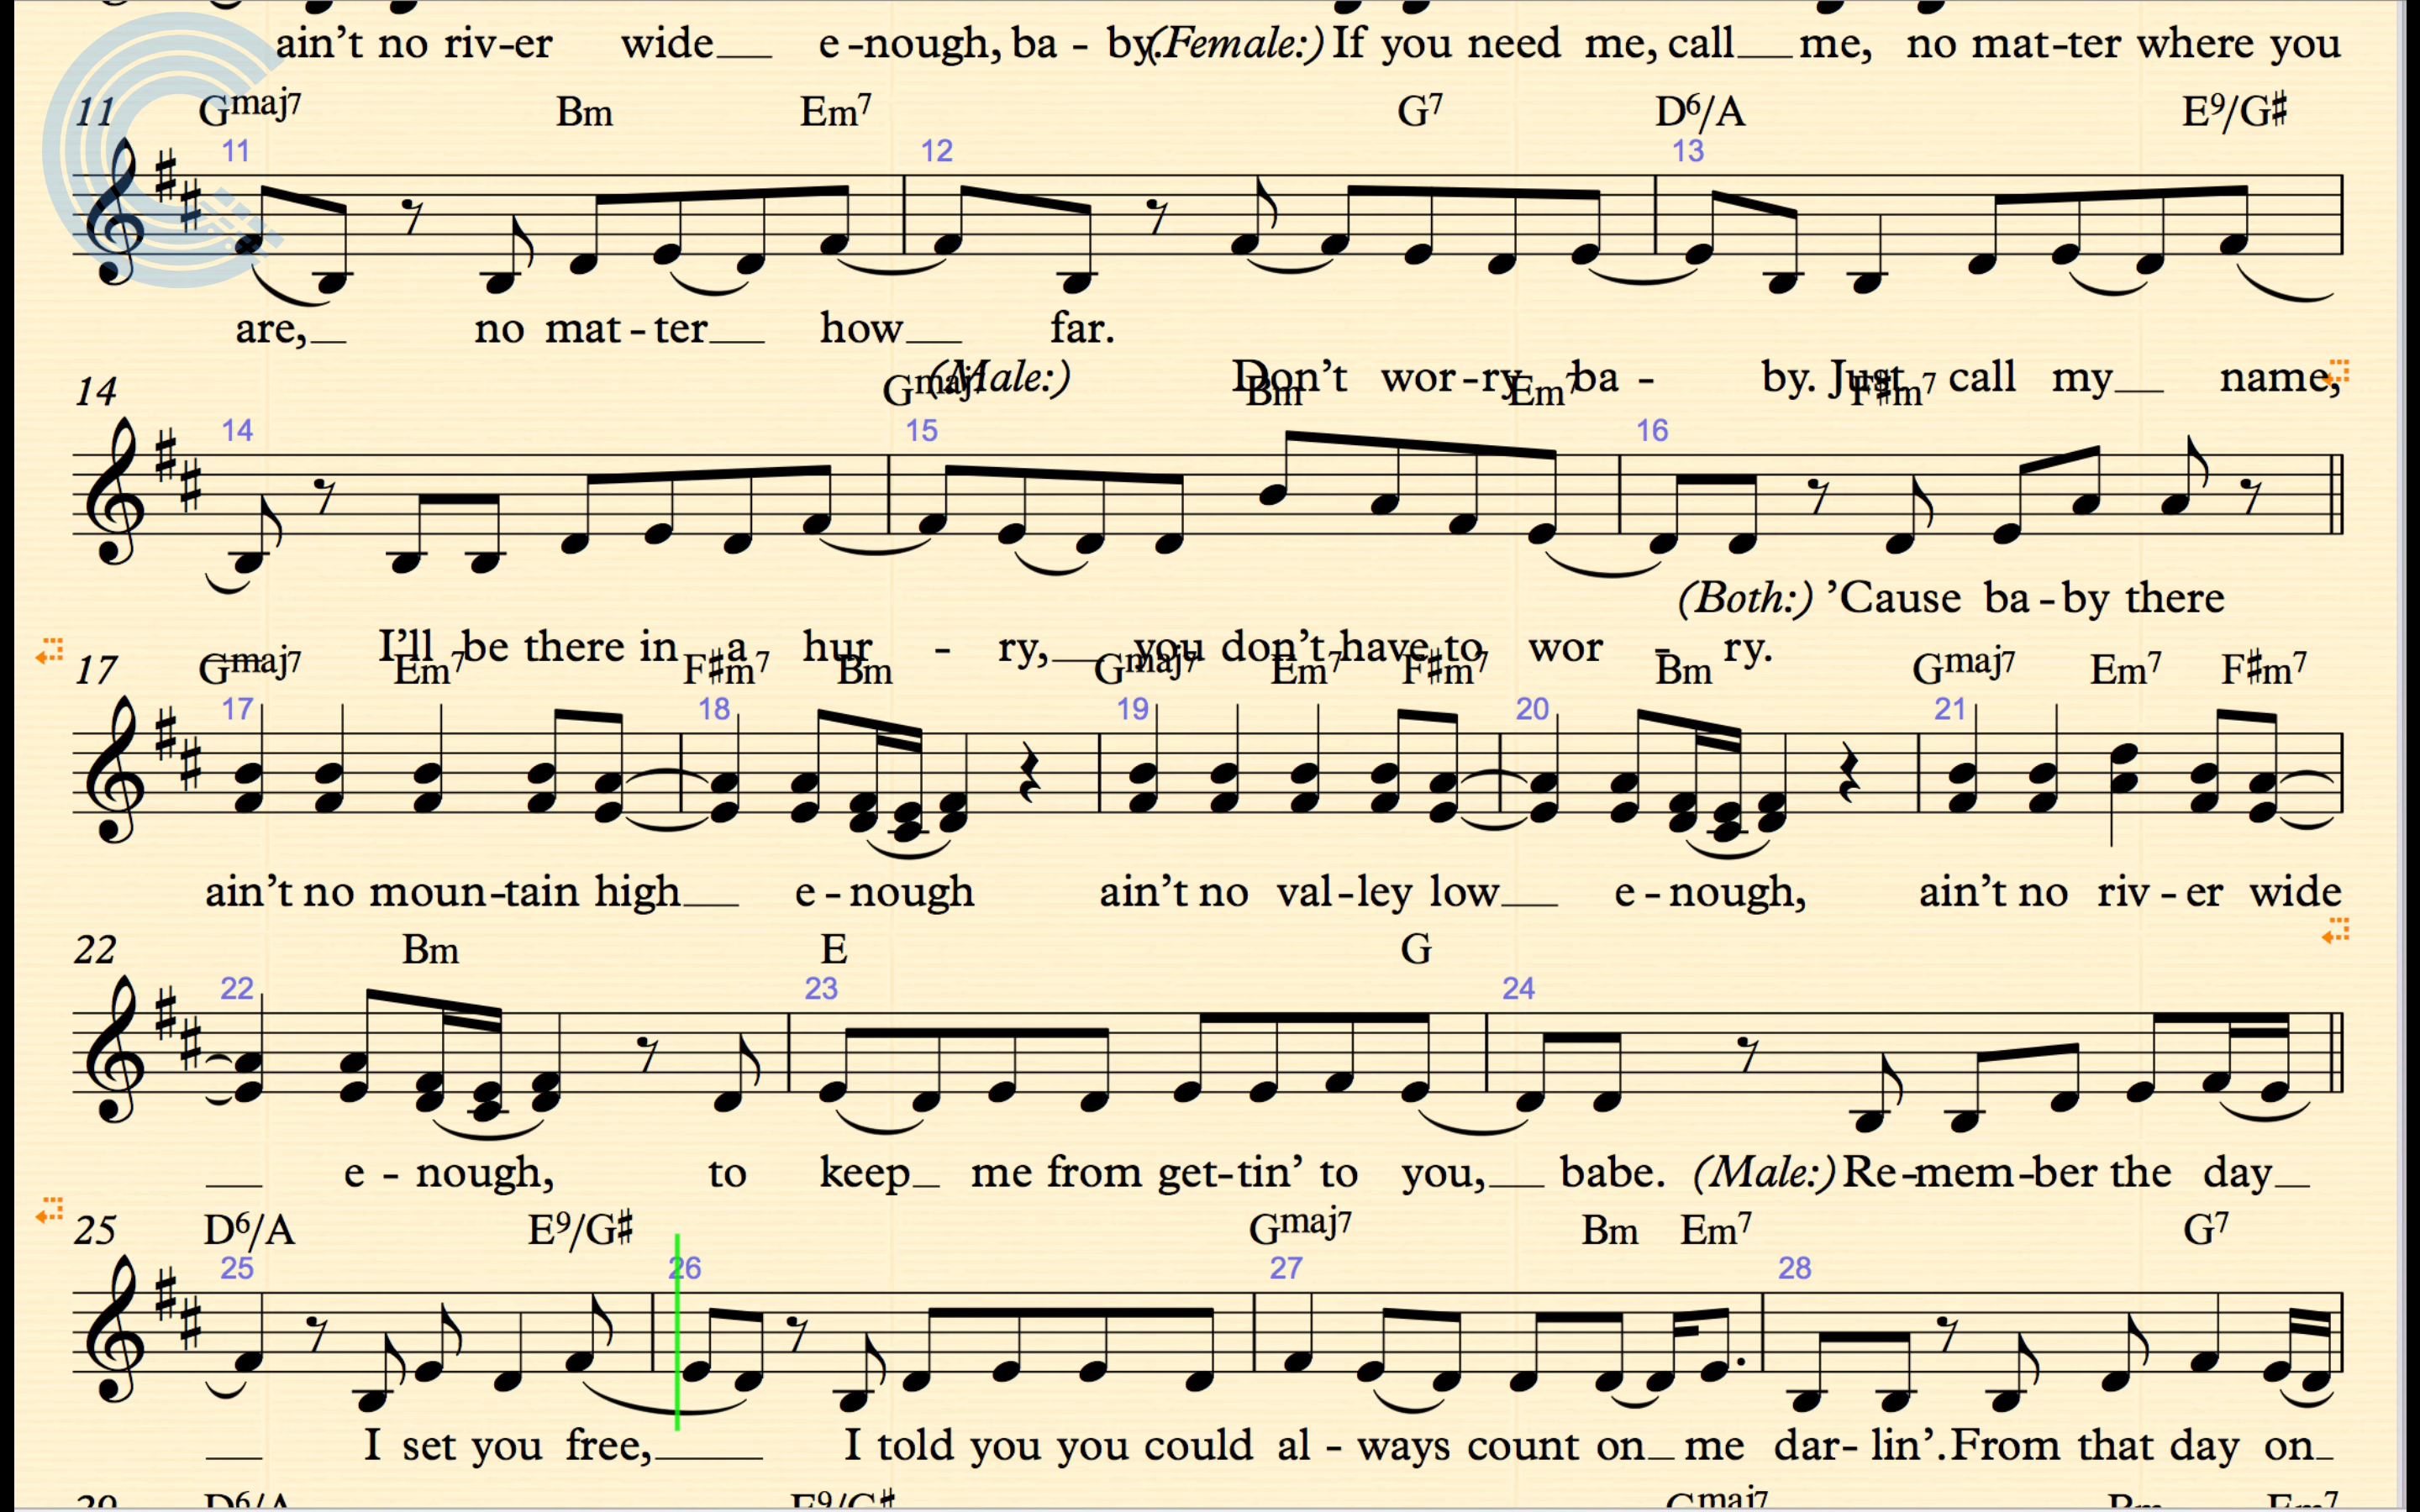 ain't no riv-er wide__ e-nough, ba - by. (Female:) If you need me, call__ me, no mat-ter where you
11 Gmaj7 Bm Em7 G7 D6/A E9/G♯
11 12 13
are,__ no mat-ter__ how__ far.
(Male:) Don't wor-ry ba - by. Just call my__ name,
14 Gmaj7 Bm Em7 F♯m7
14 15 16
(Both:) 'Cause ba-by there
I'll be there in a hur - ry,__ you don't have to wor - ry.
17 Gmaj7 Em7 F♯m7 Bm Gmaj7 Em7 F♯m7 Bm Gmaj7 Em7 F♯m7
17 18 19 20 21
ain't no moun-tain high__ e-nough ain't no val-ley low__ e-nough, ain't no riv-er wide
22 Bm E G
22 23 24
__ e-nough, to keep_ me from get-tin' to you,__ babe. (Male:) Re-mem-ber the day_
25 D6/A E9/G♯ Gmaj7 Bm Em7 G7
25 26 27 28
__ I set you free,____ I told you you could al-ways count on_ me dar-lin'. From that day on_
29 D6/A E9/G♯ Gmaj7 Bm Em7